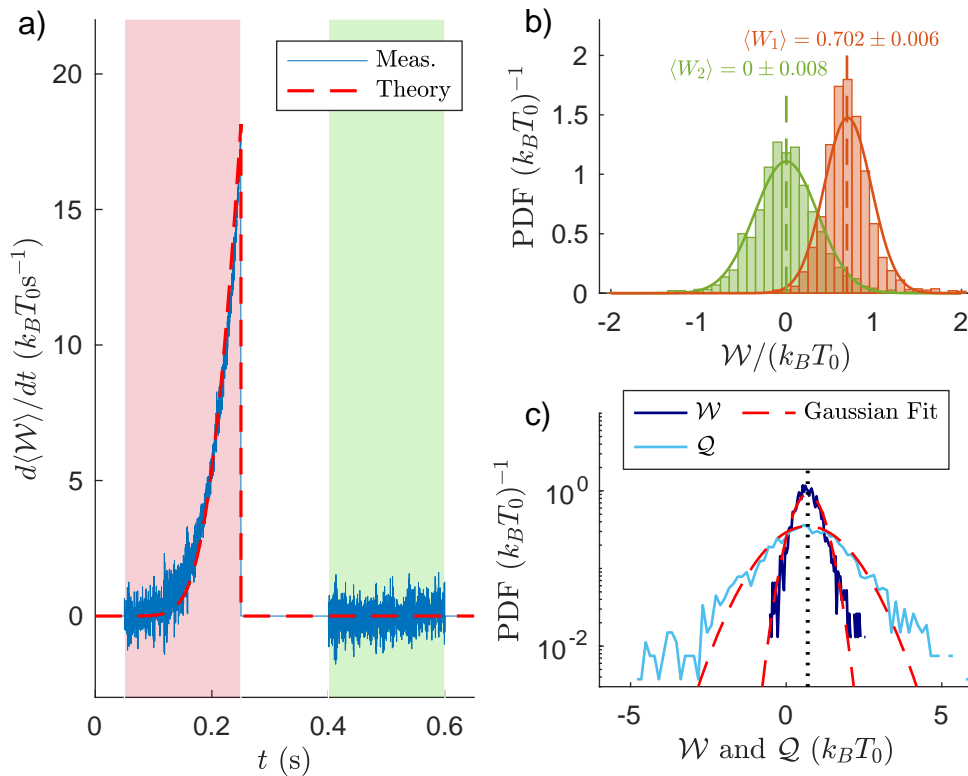 a)
d⟨𝒲⟩/dt (k_BT_0s^{−1})
20
15
10
5
0
Meas.
Theory
0
0.2
0.4
0.6
t (s)
b)
⟨W_1⟩ = 0.702 ± 0.006
⟨W_2⟩ = 0 ± 0.008
PDF (k_BT_0)^{−1}
2
1.5
1
0.5
0
-2
-1
0
1
2
𝒲/(k_BT_0)
c)
𝒲
Gaussian Fit
𝒬
PDF (k_BT_0)^{−1}
10^0
10^{-2}
-5
0
5
𝒲 and 𝒬 (k_BT_0)